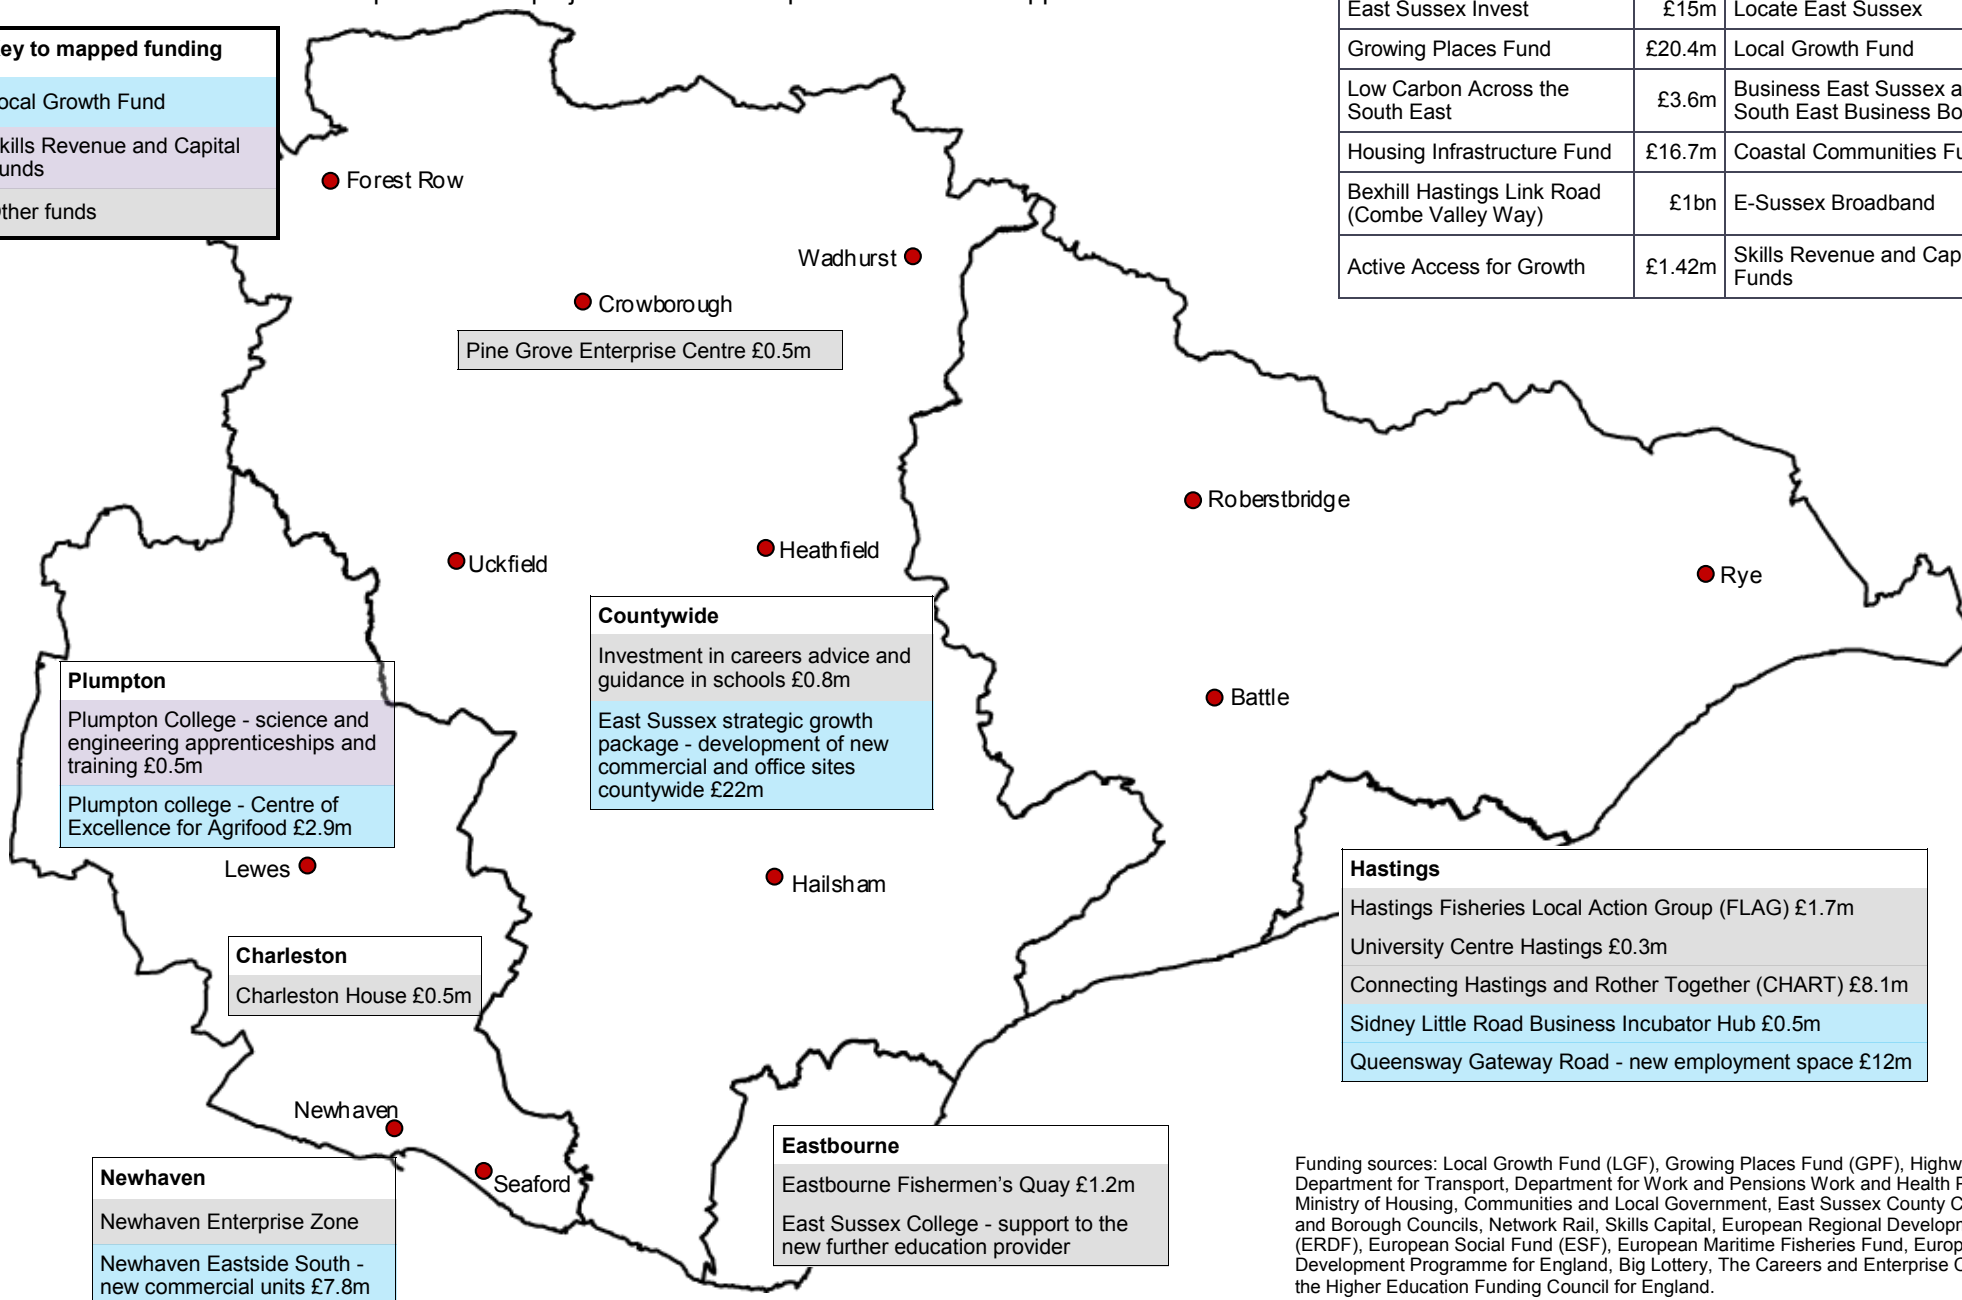 ey to mapped funding
ocal Growth Fund
kills Revenue and Capital
unds
ther funds
East Sussex Invest £15m Locate East Sussex
Growing Places Fund £20.4m Local Growth Fund
Low Carbon Across the
South East £3.6m Business East Sussex a
South East Business Bo
Housing Infrastructure Fund £16.7m Coastal Communities Fu
Bexhill Hastings Link Road
(Combe Valley Way) £1bn E-Sussex Broadband
Active Access for Growth £1.42m Skills Revenue and Cap
Funds
Forest Row
Wadhurst
Crowborough
Pine Grove Enterprise Centre £0.5m
Roberstbridge
Uckfield
Heathfield
Rye
Countywide
Investment in careers advice and
guidance in schools £0.8m
East Sussex strategic growth
package - development of new
commercial and office sites
countywide £22m
Plumpton
Plumpton College - science and
engineering apprenticeships and
training £0.5m
Plumpton college - Centre of
Excellence for Agrifood £2.9m
Battle
Lewes
Hailsham
Hastings
Hastings Fisheries Local Action Group (FLAG) £1.7m
University Centre Hastings £0.3m
Connecting Hastings and Rother Together (CHART) £8.1m
Sidney Little Road Business Incubator Hub £0.5m
Queensway Gateway Road - new employment space £12m
Charleston
Charleston House £0.5m
Newhaven
Seaford
Newhaven
Newhaven Enterprise Zone
Newhaven Eastside South -
new commercial units £7.8m
Eastbourne
Eastbourne Fishermen's Quay £1.2m
East Sussex College - support to the
new further education provider
Funding sources: Local Growth Fund (LGF), Growing Places Fund (GPF), Highw
Department for Transport, Department for Work and Pensions Work and Health P
Ministry of Housing, Communities and Local Government, East Sussex County C
and Borough Councils, Network Rail, Skills Capital, European Regional Developm
(ERDF), European Social Fund (ESF), European Maritime Fisheries Fund, Europ
Development Programme for England, Big Lottery, The Careers and Enterprise C
the Higher Education Funding Council for England.